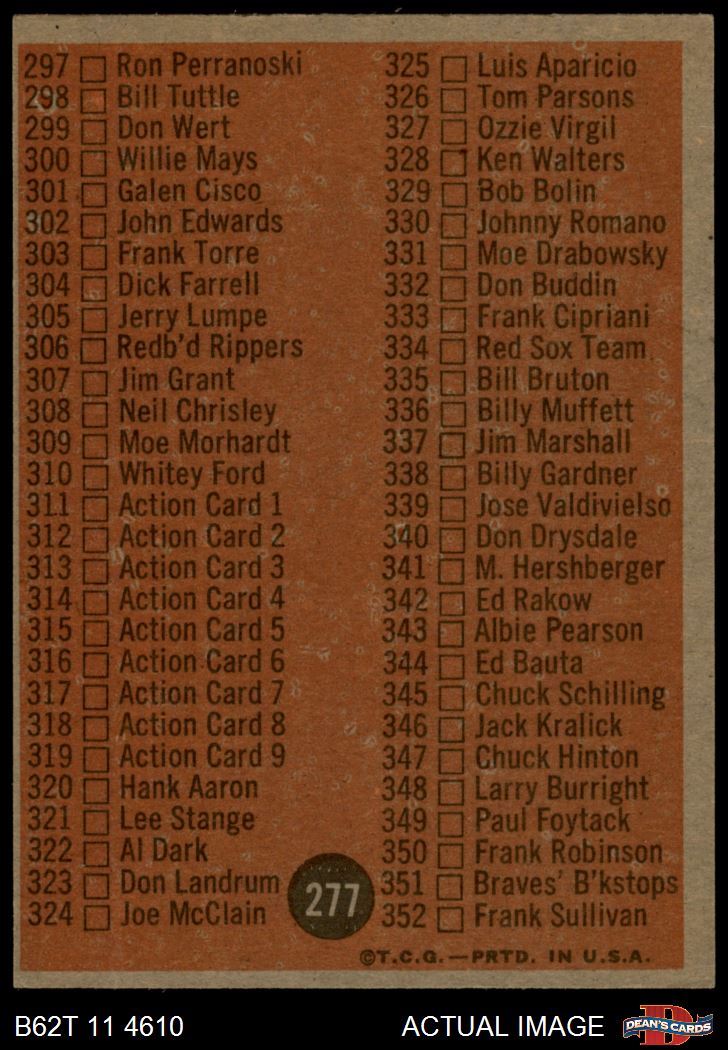 297 Ron Perranoski
298 Bill Tuttle
299 Don Wert
300 Willie Mays
301 Galen Cisco
302 John Edwards
303 Frank Torre
304 Dick Farrell
305 Jerry Lumpe
306 Redb'd Rippers
307 Jim Grant
308 Neil Chrisley
309 Moe Morhardt
310 Whitey Ford
311 Action Card 1
312 Action Card 2
313 Action Card 3
314 Action Card 4
315 Action Card 5
316 Action Card 6
317 Action Card 7
318 Action Card 8
319 Action Card 9
320 Hank Aaron
321 Lee Stange
322 Al Dark
323 Don Landrum
324 Joe McClain
325 Luis Aparicio
326 Tom Parsons
327 Ozzie Virgil
328 Ken Walters
329 Bob Bolin
330 Johnny Romano
331 Moe Drabowsky
332 Don Buddin
333 Frank Cipriani
334 Red Sox Team
335 Bill Bruton
336 Billy Muffett
337 Jim Marshall
338 Billy Gardner
339 Jose Valdivielso
340 Don Drysdale
341 M. Hershberger
342 Ed Rakow
343 Albie Pearson
344 Ed Bauta
345 Chuck Schilling
346 Jack Kralick
347 Chuck Hinton
348 Larry Burright
349 Paul Foytack
350 Frank Robinson
351 Braves' B'kstops
352 Frank Sullivan
277
©T.C.G.—PRTD. IN U.S.A.
B62T 11 4610
ACTUAL IMAGE
D
DEAN'S CARDS